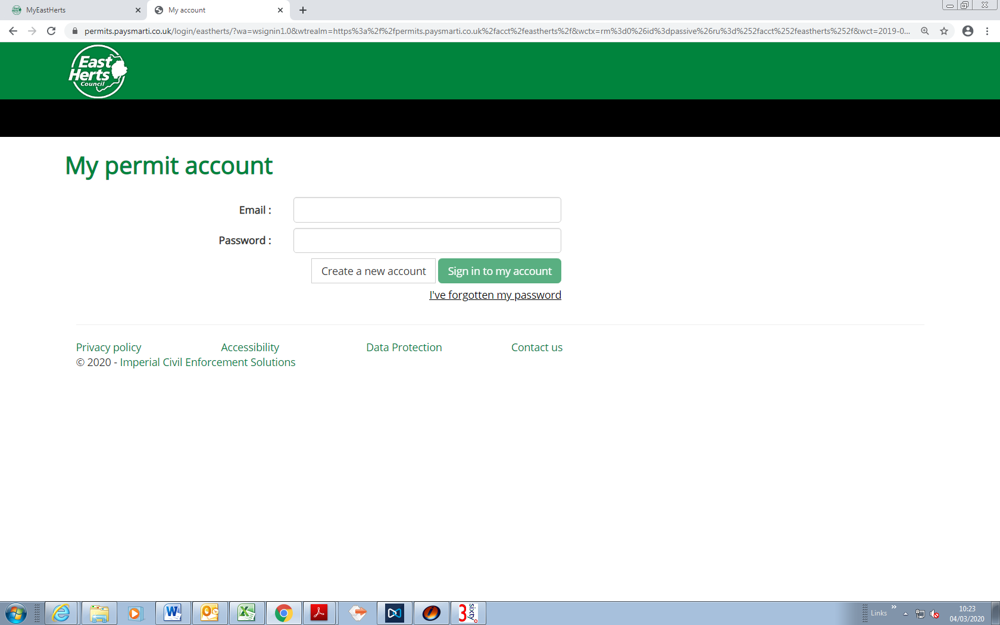 MyEastHerts
My account
permits.paysmarti.co.uk/login/eastherts/?wa=wsignin1.0&wtrealm=https%3a%2f%2fpermits.paysmarti.co.uk%2facct%2feastherts%2f&wctx=rm%3d0%26id%3dpassive%26ru%3d%252facct%252feastherts%252f&wct=2019-0...
East
Herts
Council
My permit account
Email :
Password :
Create a new account
Sign in to my account
I've forgotten my password
Privacy policy
Accessibility
Data Protection
Contact us
© 2020 - Imperial Civil Enforcement Solutions
3
sixty
Links
10:23
04/03/2020